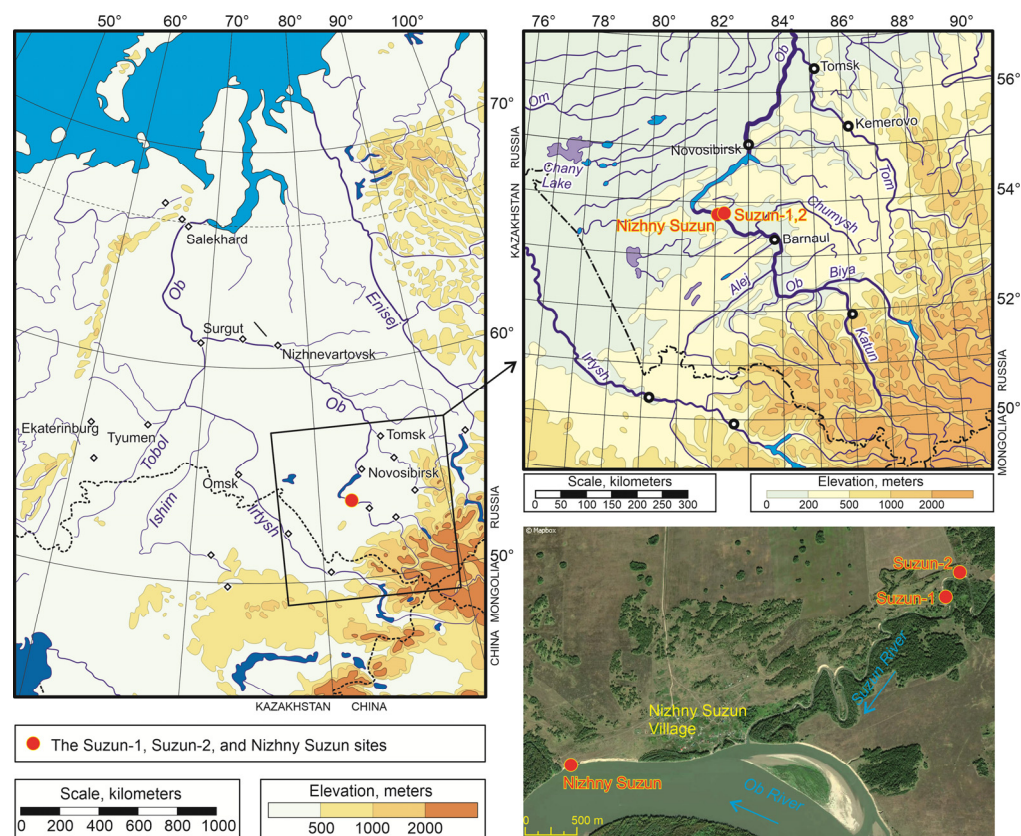 50°
60°
70°
80°
90°
100°
70°
Salekhard
Ob
Enisej
Surgut
60°
Nizhnevartovsk
Ob
Ekaterinburg
Tyumen
Tobol
Tomsk
Novosibirsk
Omsk
Ishim
Irtysh
50°
RUSSIA
MONGOLIA
CHINA
KAZAKHSTAN
CHINA
The Suzun-1, Suzun-2, and Nizhny Suzun sites
Scale, kilometers
0 200 400 600 800 1000
Elevation, meters
500 1000 2000
76°
78°
80°
82°
84°
86°
88°
90°
Ob
Tomsk
56°
Om
Kemerovo
Novosibirsk
RUSSIA
KAZAKHSTAN
Chany
Lake
Tom
54°
Suzun-1,2
Nizhny Suzun
Chumysh
Barnaul
Alej
Ob
Biya
52°
Katun
Irtysh
RUSSIA
MONGOLIA
50°
Scale, kilometers
0 50 100 150 200 250 300
Elevation, meters
0 200 500 1000 2000
© Mapbox
Suzun-2
Suzun-1
Suzun River
Nizhny Suzun
Village
Nizhny Suzun
Ob River
0 500 m